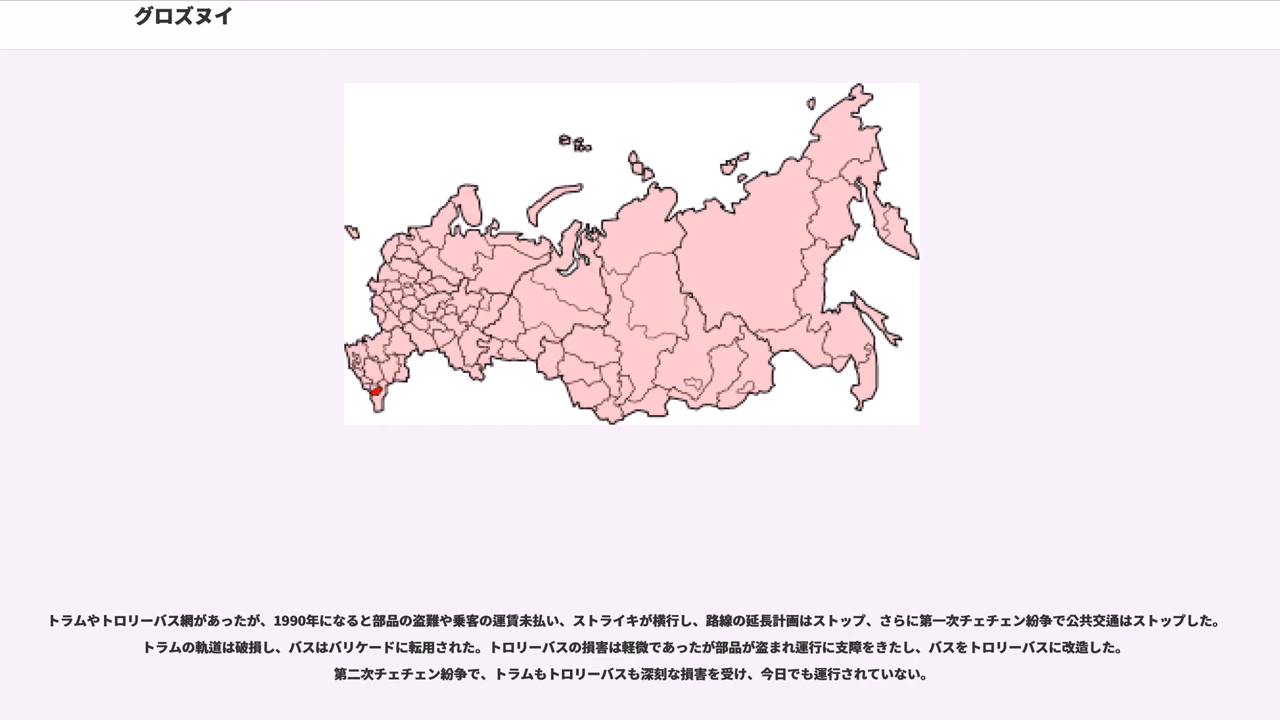 グロズヌイ
トラムやトロリーバス網があったが、1990年になると部品の盗難や乗客の運賃未払い、ストライキが横行し、路線の延長計画はストップ、さらに第一次チェチェン紛争で公共交通はストップした。
トラムの軌道は破損し、バスはバリケードに転用された。トロリーバスの損害は軽微であったが部品が盗まれ運行に支障をきたし、バスをトロリーバスに改造した。
第二次チェチェン紛争で、トラムもトロリーバスも深刻な損害を受け、今日でも運行されていない。